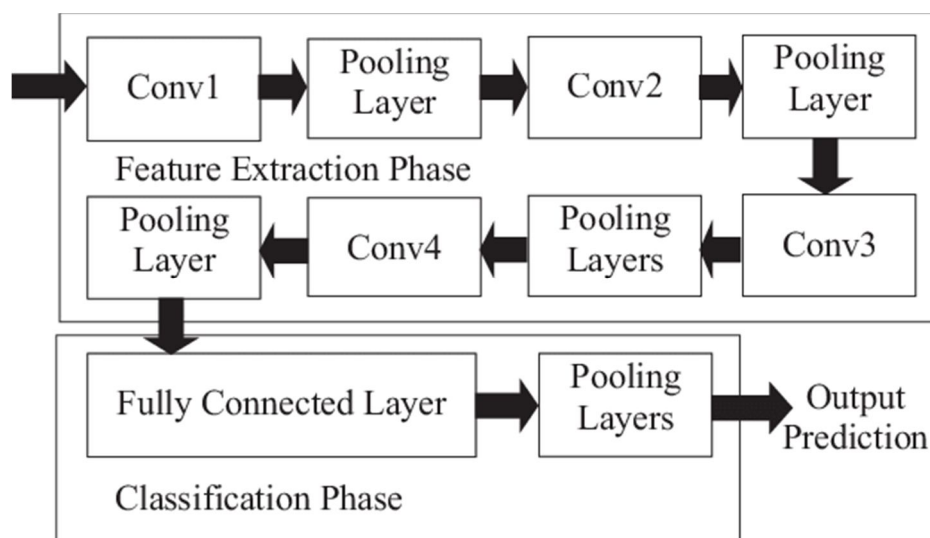 Conv1
Pooling
Layer
Conv2
Pooling
Layer
Feature Extraction Phase
Pooling
Layer
Conv4
Pooling
Layers
Conv3
Fully Connected Layer
Pooling
Layers
Output
Prediction
Classification Phase